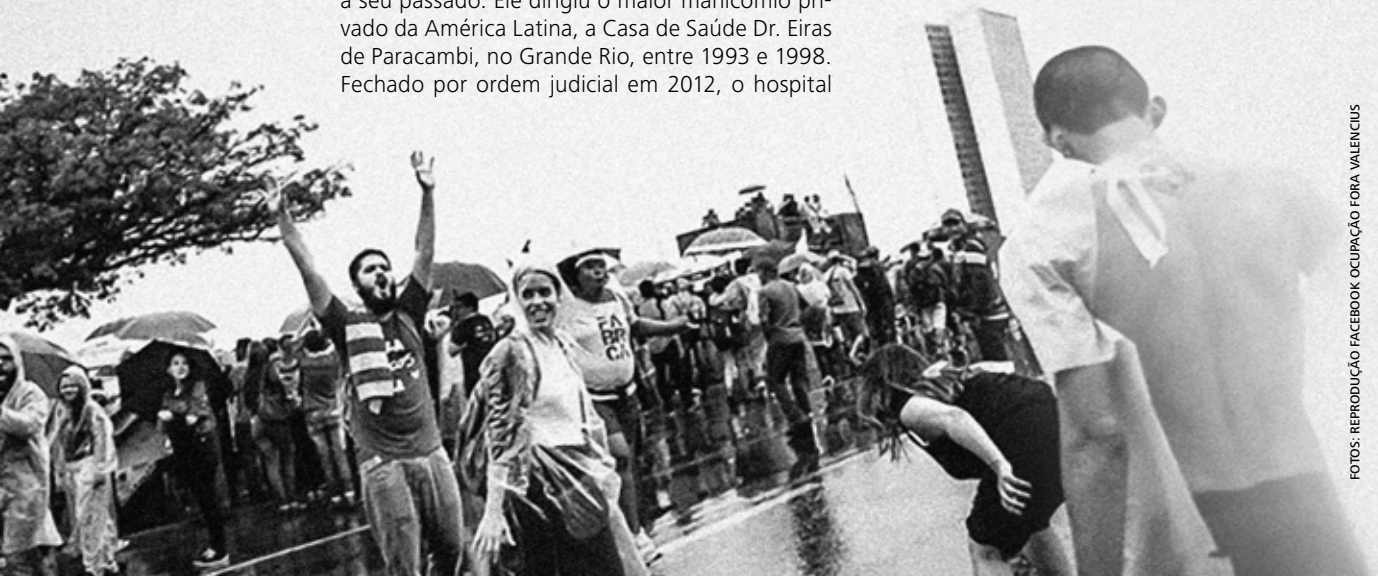 a seu passado. Ele dirigiu o maior manicômio pri-
vado da América Latina, a Casa de Saúde Dr. Eiras
de Paracambi, no Grande Rio, entre 1993 e 1998.
Fechado por ordem judicial em 2012, o hospital
FOTOS: REPRODUÇÃO FACEBOOK OCUPAÇÃO FORA VALENCIUS
FA
BRI
CA